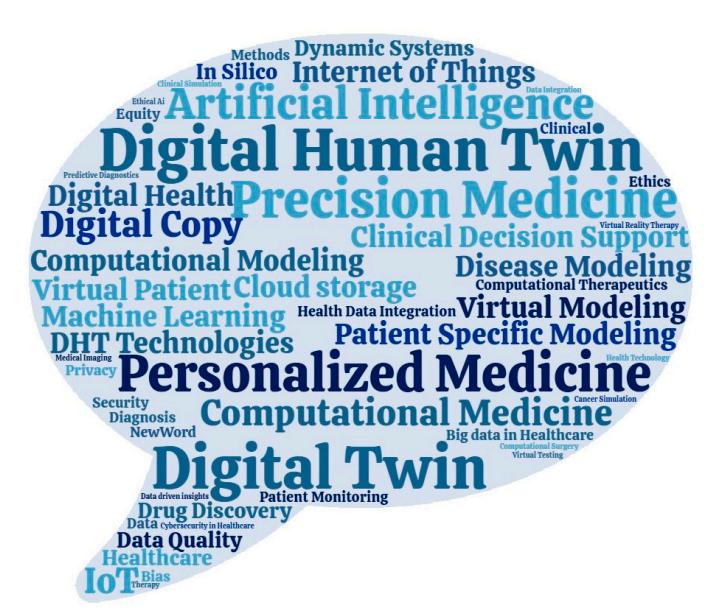 Methods
Dynamic Systems
In Silico
Internet of Things
Clinical Simulation
Data Integration
Ethical Ai
Artificial Intelligence
Equity
Clinical
Digital Human Twin
Predictive Diagnostics
Ethics
Digital Health
Precision Medicine
Digital Copy
Virtual Reality Therapy
Clinical Decision Support
Computational Modeling
Disease Modeling
Virtual Patient
Cloud storage
Computational Therapeutics
Machine Learning
Health Data Integration
Virtual Modeling
DHT Technologies
Patient Specific Modeling
Medical Imaging
Health Technology
Privacy
Personalized Medicine
Security
Cancer Simulation
Diagnosis
Computational Medicine
NewWord
Big data in Healthcare
Computational Surgery
Digital Twin
Virtual Testing
Data driven insights
Patient Monitoring
Drug Discovery
Data
Cybersecurity in Healthcare
Data Quality
Healthcare
IoT
Bias
Therapy